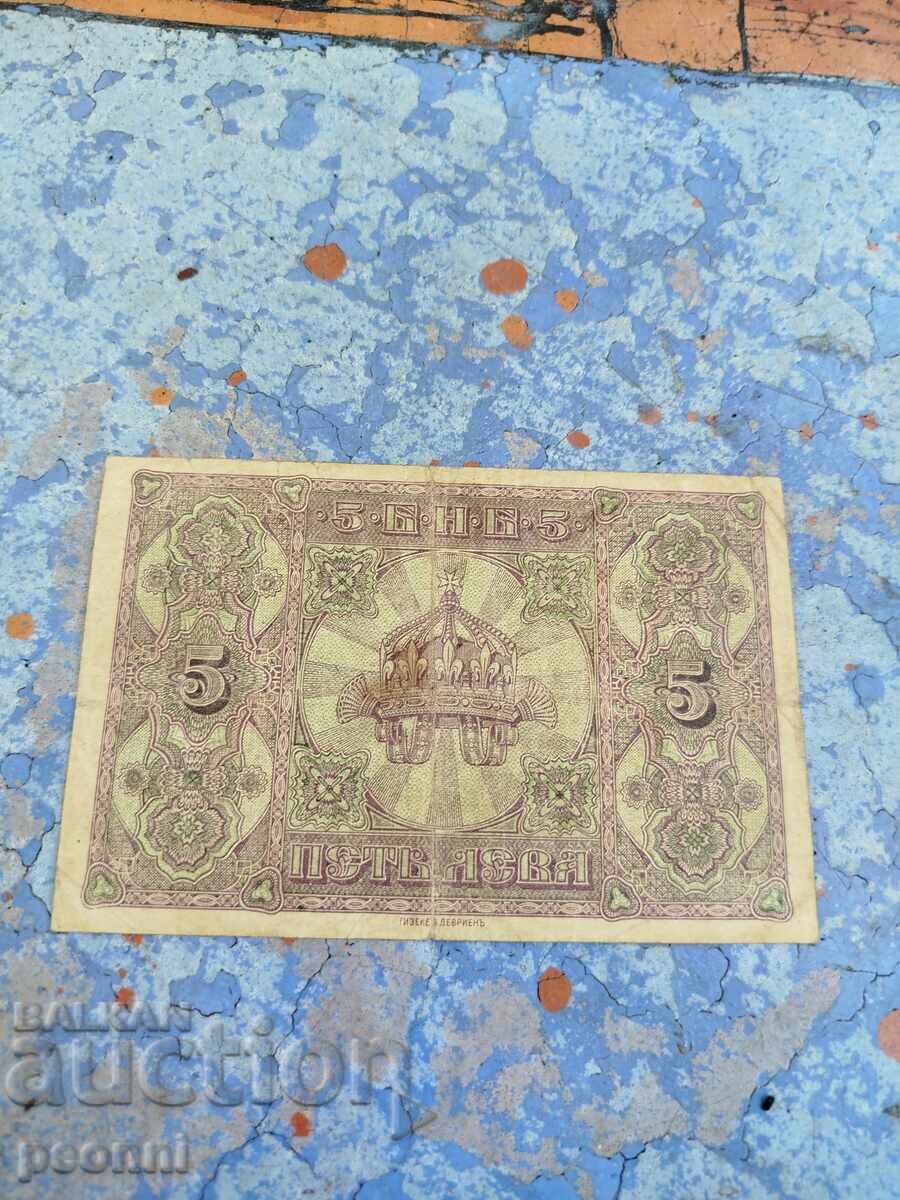 5·Б·Н·Б·5
5
5
ПЕТЬ ЛЕВА
ГИЗЕКЕ & ДЕВРИЕНЪ
BALKAN
auction
peonni